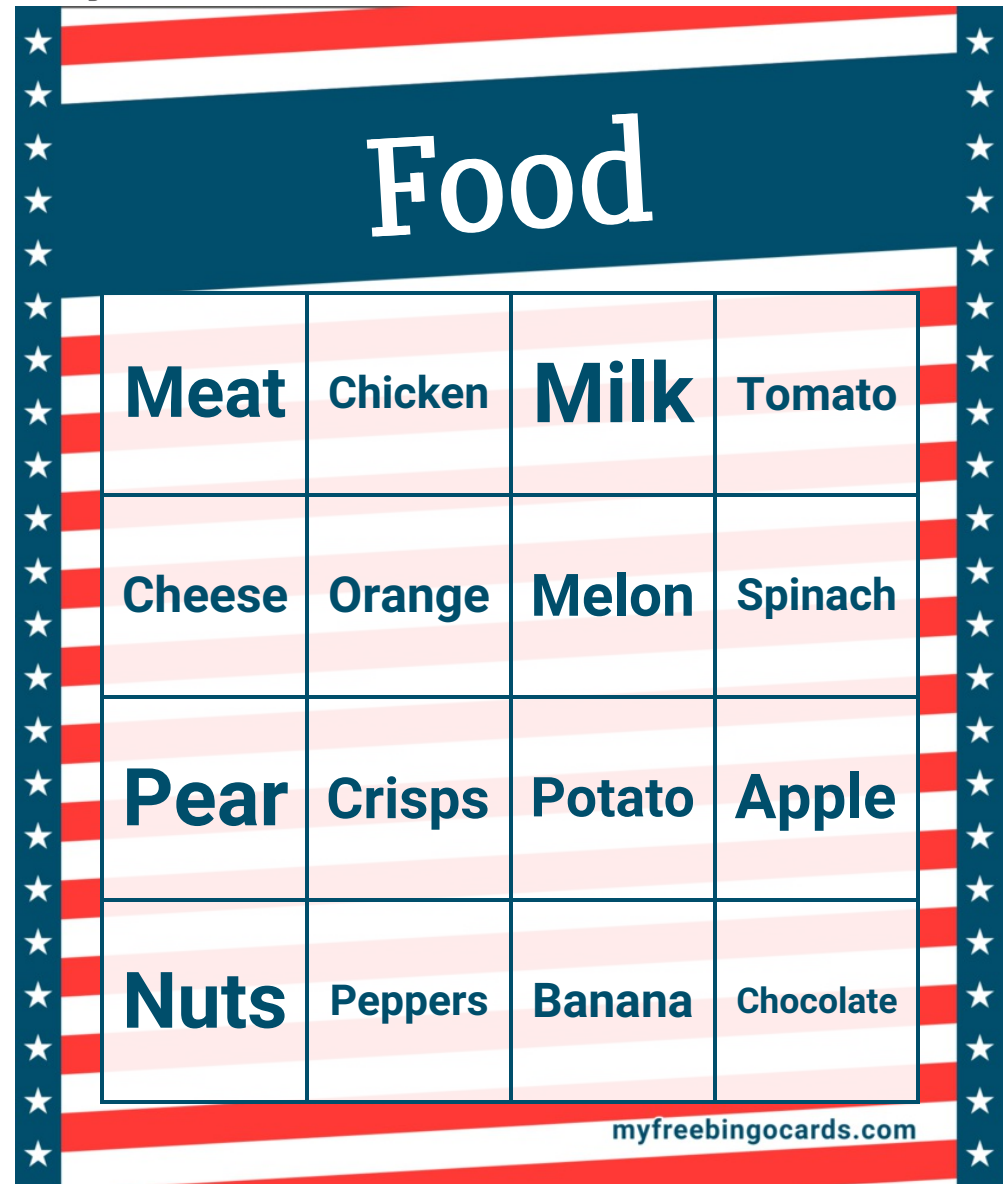 Food
Meat Chicken Milk Tomato
Cheese Orange Melon Spinach
Pear Crisps Potato Apple
Nuts Peppers Banana Chocolate
myfreebingocards.com